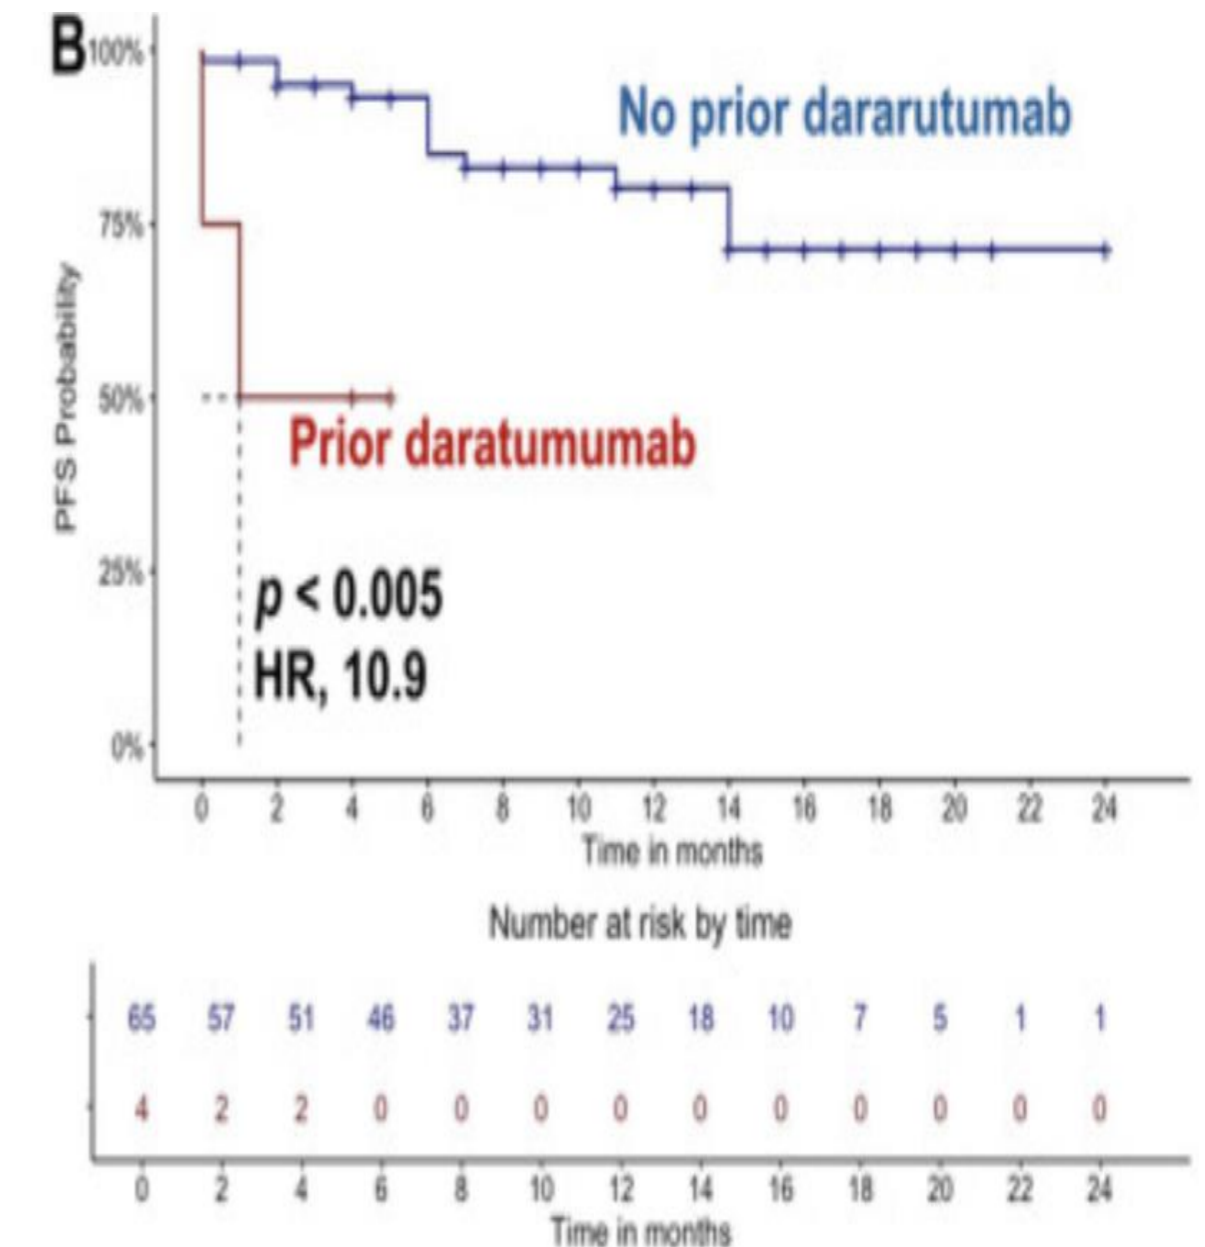 B
100%
No prior dararutumab
75%
PFS Probability
50%
Prior daratumumab
25%
p < 0.005
HR, 10.9
0%
0 2 4 6 8 10 12 14 16 18 20 22 24
Time in months
Number at risk by time
65 57 51 46 37 31 25 18 10 7 5 1 1
4 2 2 0 0 0 0 0 0 0 0 0 0
0 2 4 6 8 10 12 14 16 18 20 22 24
Time in months